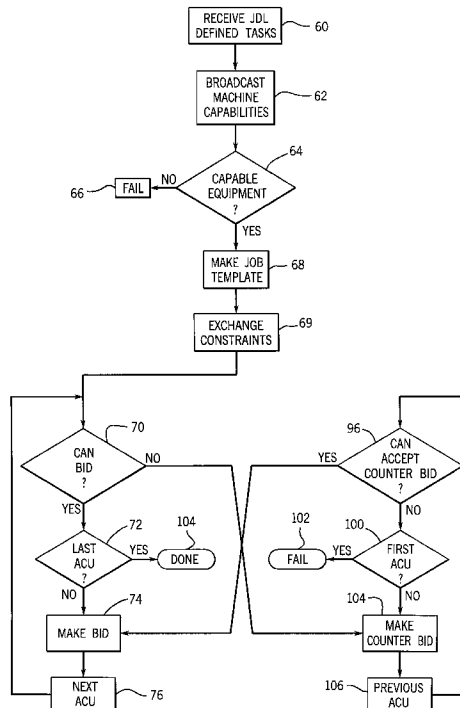 RECEIVE JDL
DEFINED TASKS
60
BROADCAST
MACHINE
CAPABILITIES
62
64
CAPABLE
EQUIPMENT
?
NO
FAIL
66
YES
MAKE JOB
TEMPLATE
68
EXCHANGE
CONSTRAINTS
69
70
CAN
BID
?
NO
YES
72
LAST
ACU
?
YES
104
DONE
NO
74
MAKE BID
NEXT
ACU
76
96
CAN
ACCEPT
COUNTER BID
?
YES
NO
100
FIRST
ACU
?
YES
102
FAIL
NO
104
MAKE
COUNTER BID
106
PREVIOUS
ACU